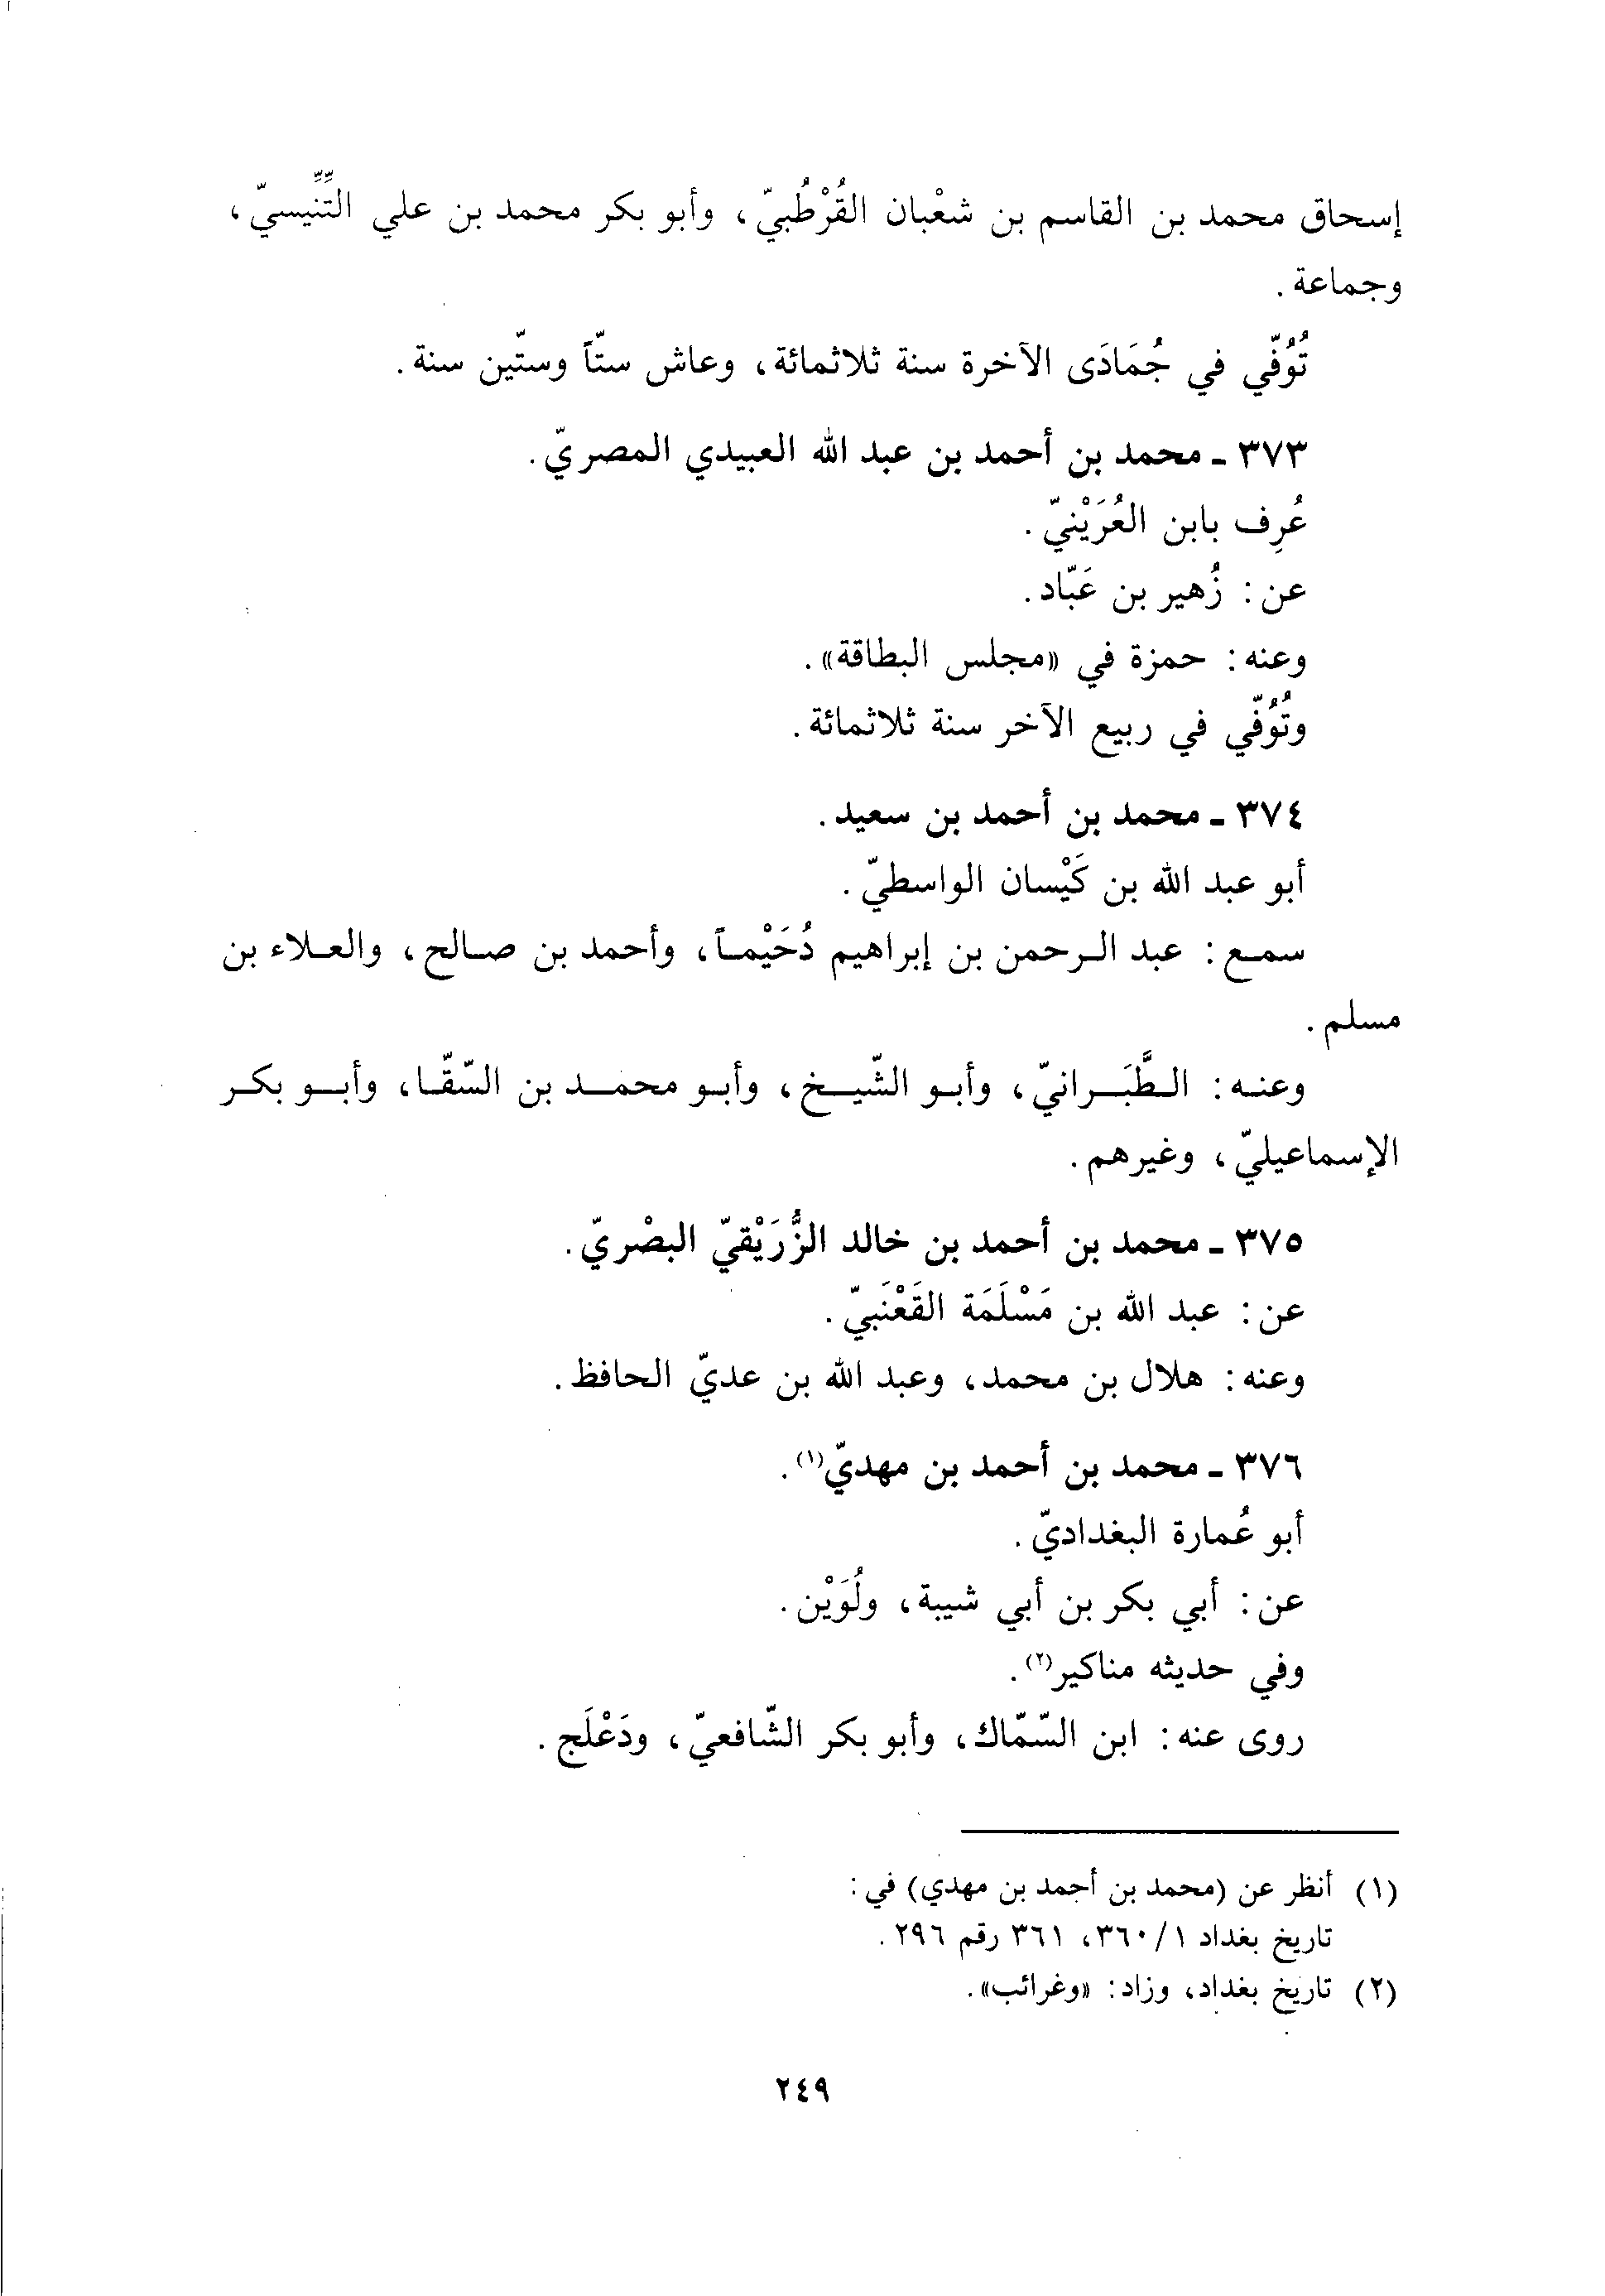 إسحاق محمد بن القاسم بن شعْبان القُرْطُبيّ، وأبو بكر محمد بن علي التِّنِّيسيّ،
وجماعة.
تُوُفّي في جُمَادَى الآخرة سنة ثلاثمائة، وعاش ستّاً وستّين سنة.
٣٧٣ ـ محمد بن أحمد بن عبد الله العبيدي المصريّ.
عُرِف بابن العُرَيْنيّ.
عن: زُهير بن عَبّاد.
وعنه: حمزة في «مجلس البطاقة».
وتُوُفّي في ربيع الآخر سنة ثلاثمائة.
٣٧٤ ـ محمد بن أحمد بن سعيد.
أبو عبد الله بن كَيْسان الواسطيّ.
سمع: عبد الرحمن بن إبراهيم دُحَيْماً، وأحمد بن صالح، والعلاء بن
مسلم.
وعنه: الطَّبَرانيّ، وأبو الشّيخ، وأبو محمد بن السّقّا، وأبو بكر
الإسماعيليّ، وغيرهم.
٣٧٥ ـ محمد بن أحمد بن خالد الزُّرَيْقيّ البصْريّ.
عن: عبد الله بن مَسْلَمَة القَعْنَبيّ.
وعنه: هلال بن محمد، وعبد الله بن عديّ الحافظ.
٣٧٦ ـ محمد بن أحمد بن مهديّ(١).
أبو عُمارة البغداديّ.
عن: أبي بكر بن أبي شيبة، ولُوَيْن.
وفي حديثه مناكير(٢).
روى عنه: ابن السّمّاك، وأبو بكر الشّافعيّ، ودَعْلَج.
(١) أنظر عن (محمد بن أحمد بن مهدي) في:
تاريخ بغداد ١/ ٣٦٠، ٣٦١ رقم ٢٩٦.
(٢) تاريخ بغداد، وزاد: «وغرائب».
٢٤٩